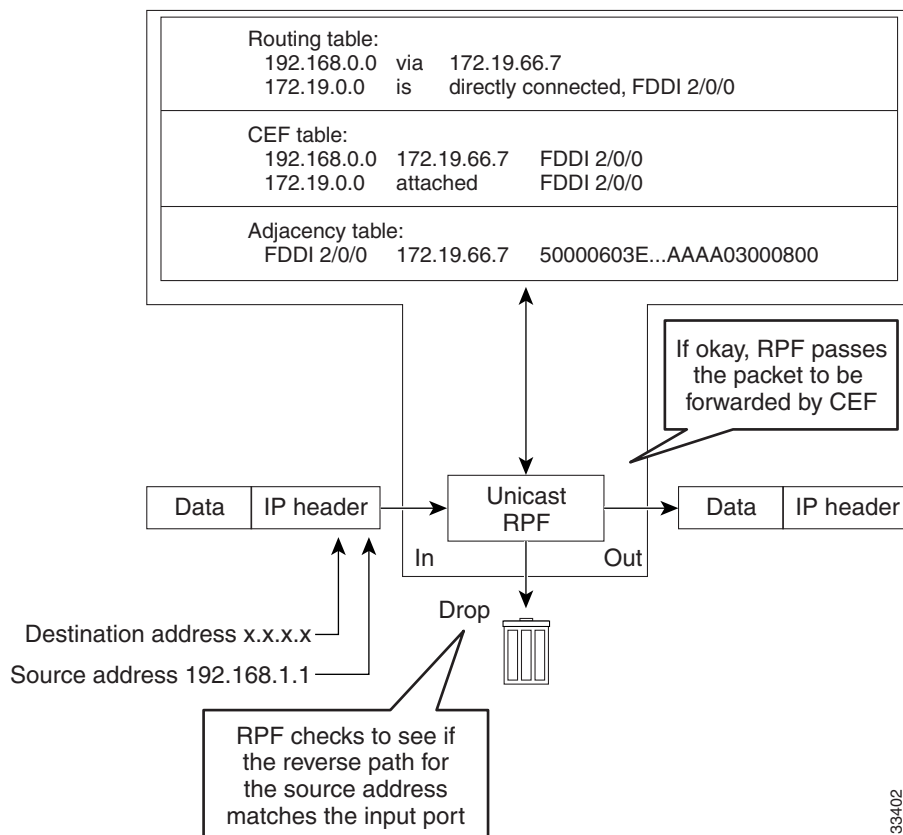 Routing table:
192.168.0.0 via 172.19.66.7
172.19.0.0 is directly connected, FDDI 2/0/0
CEF table:
192.168.0.0 172.19.66.7 FDDI 2/0/0
172.19.0.0 attached FDDI 2/0/0
Adjacency table:
FDDI 2/0/0 172.19.66.7 50000603E...AAAA03000800
If okay, RPF passes
the packet to be
forwarded by CEF
Data IP header
Unicast
RPF
Data IP header
In
Out
Drop
Destination address x.x.x.x
Source address 192.168.1.1
RPF checks to see if
the reverse path for
the source address
matches the input port
33402